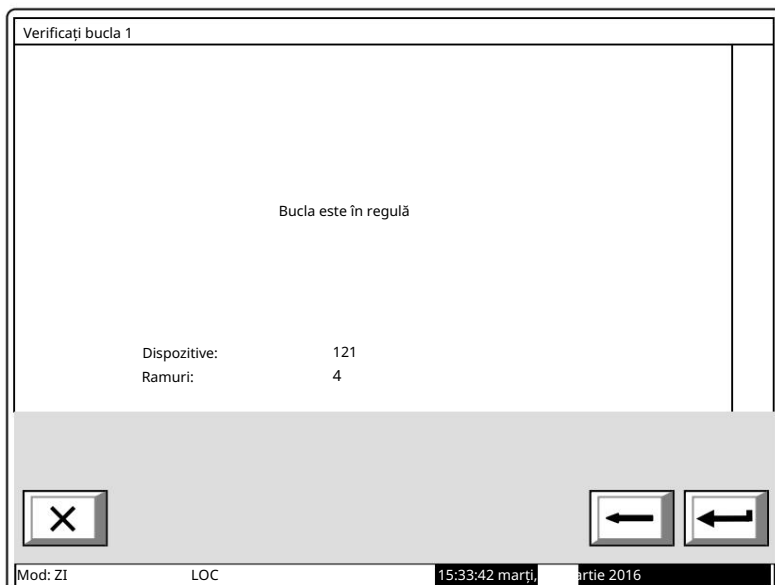 Verificați bucla 1
Bucla este în regulă
Dispozitive: 121
Ramuri: 4
Mod: ZI LOC 15:33:42 marți, artie 2016